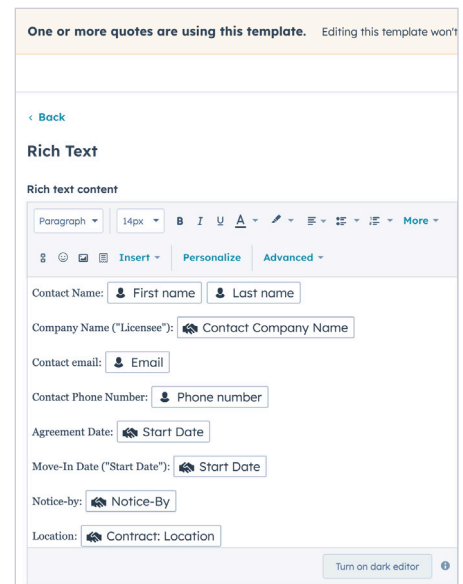 One or more quotes are using this template. Editing this template won't
‹ Back
Rich Text
Rich text content
Paragraph 14px B I U A More
Insert Personalize Advanced
Contact Name: First name Last name
Company Name ("Licensee"): Contact Company Name
Contact email: Email
Contact Phone Number: Phone number
Agreement Date: Start Date
Move-In Date ("Start Date"): Start Date
Notice-by: Notice-By
Location: Contract: Location
Turn on dark editor